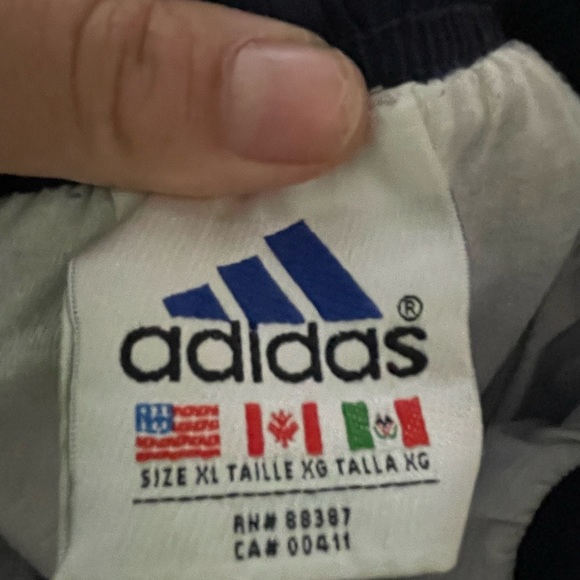 adidas®
SIZE XL TAILLE XG TALLA XG
RN# 88387
CA# 00411